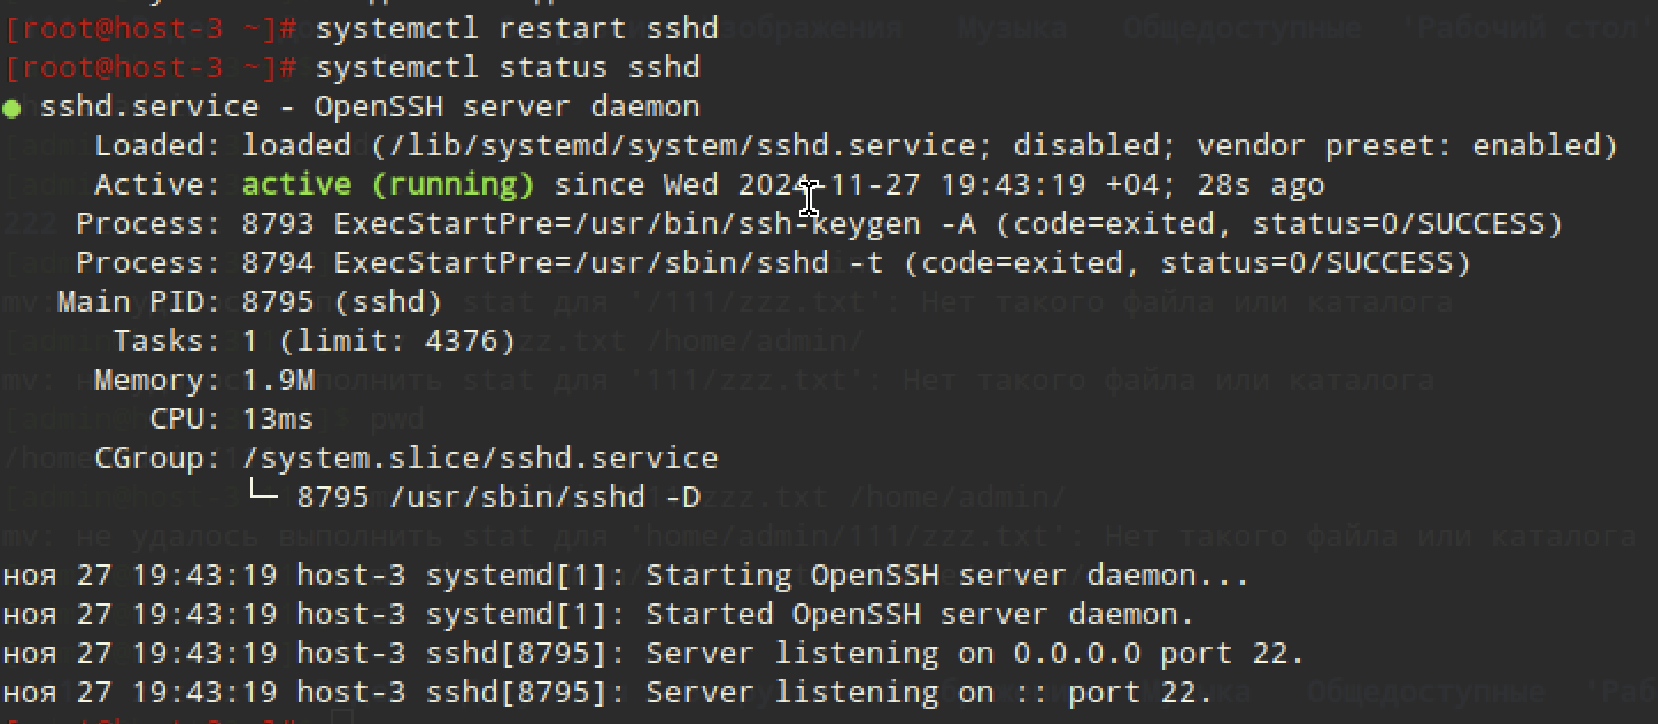 [root@host-3 ~]# systemctl restart sshd
[root@host-3 ~]# systemctl status sshd
● sshd.service - OpenSSH server daemon
Loaded: loaded (/lib/systemd/system/sshd.service; disabled; vendor preset: enabled)
Active: active (running) since Wed 2024-11-27 19:43:19 +04; 28s ago
Process: 8793 ExecStartPre=/usr/bin/ssh-keygen -A (code=exited, status=0/SUCCESS)
Process: 8794 ExecStartPre=/usr/sbin/sshd -t (code=exited, status=0/SUCCESS)
Main PID: 8795 (sshd)
Tasks: 1 (limit: 4376)
Memory: 1.9M
CPU: 13ms
CGroup: /system.slice/sshd.service
└─ 8795 /usr/sbin/sshd -D
ноя 27 19:43:19 host-3 systemd[1]: Starting OpenSSH server daemon...
ноя 27 19:43:19 host-3 systemd[1]: Started OpenSSH server daemon.
ноя 27 19:43:19 host-3 sshd[8795]: Server listening on 0.0.0.0 port 22.
ноя 27 19:43:19 host-3 sshd[8795]: Server listening on :: port 22.